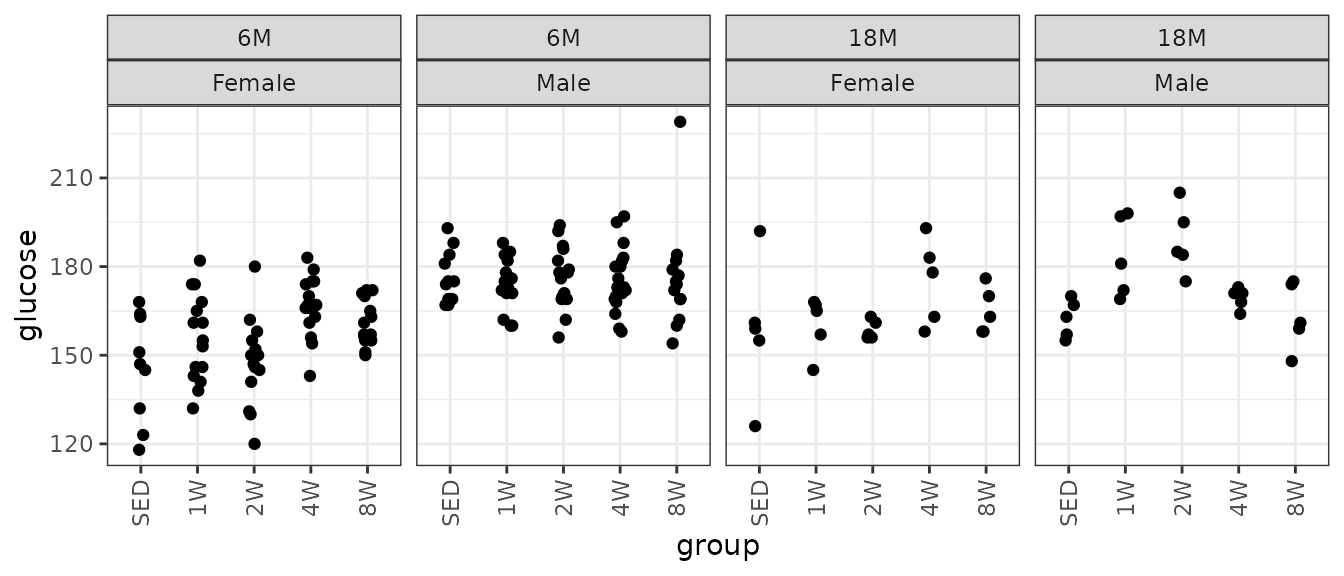 6M 6M 18M 18M
Female Male Female Male
glucose
210
180
150
120
SED 1W 2W 4W 8W SED 1W 2W 4W 8W SED 1W 2W 4W 8W SED 1W 2W 4W 8W
group